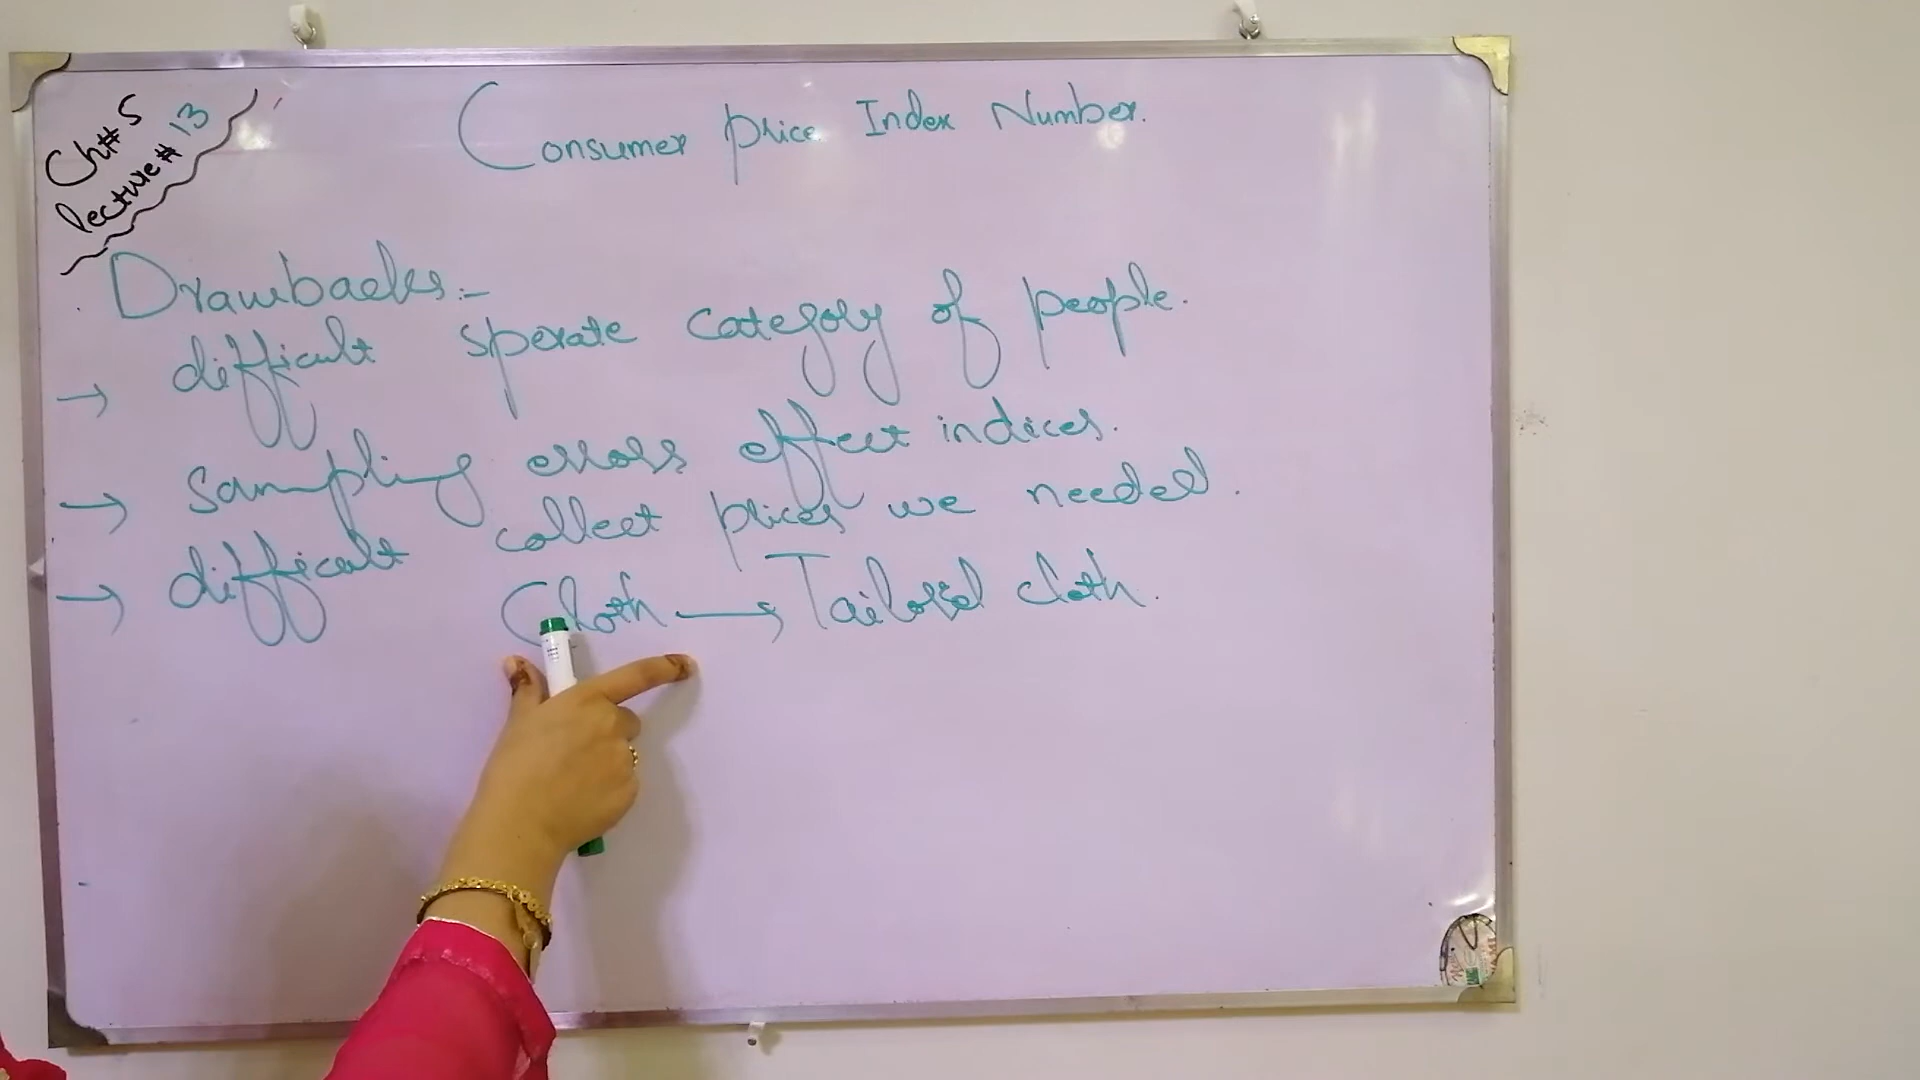 Ch# 5
lecture# 13
Consumer price Index Number.
Drawbacks:-
→ difficult sperate category of people.
→ sampling errors effect indices.
→ difficult collect prices we needed.
Cloth → Tailored cloth.